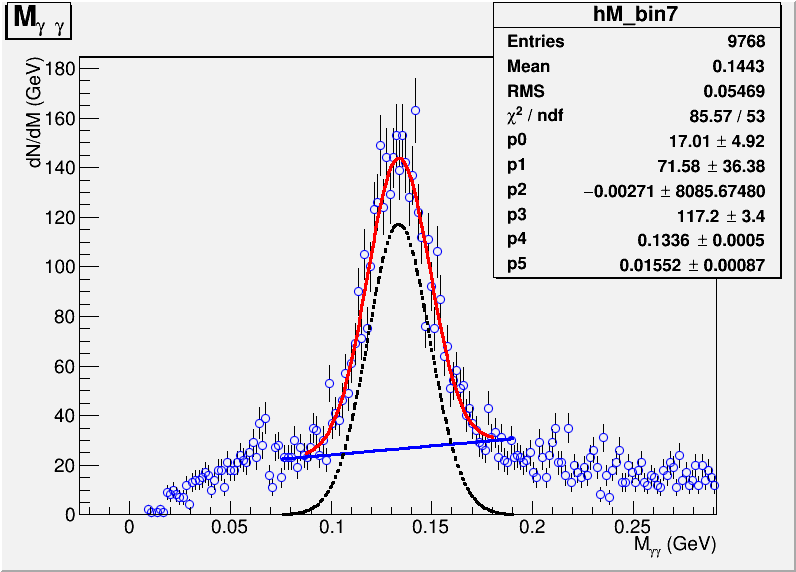 M γ γ
hM_bin7
Entries 9768
Mean 0.1443
RMS 0.05469
χ² / ndf 85.57 / 53
p0 17.01 ± 4.92
p1 71.58 ± 36.38
p2 −0.00271 ± 8085.67480
p3 117.2 ± 3.4
p4 0.1336 ± 0.0005
p5 0.01552 ± 0.00087
dN/dM (GeV)
180
160
140
120
100
80
60
40
20
0
0 0.05 0.1 0.15 0.2 0.25
Mγγ (GeV)